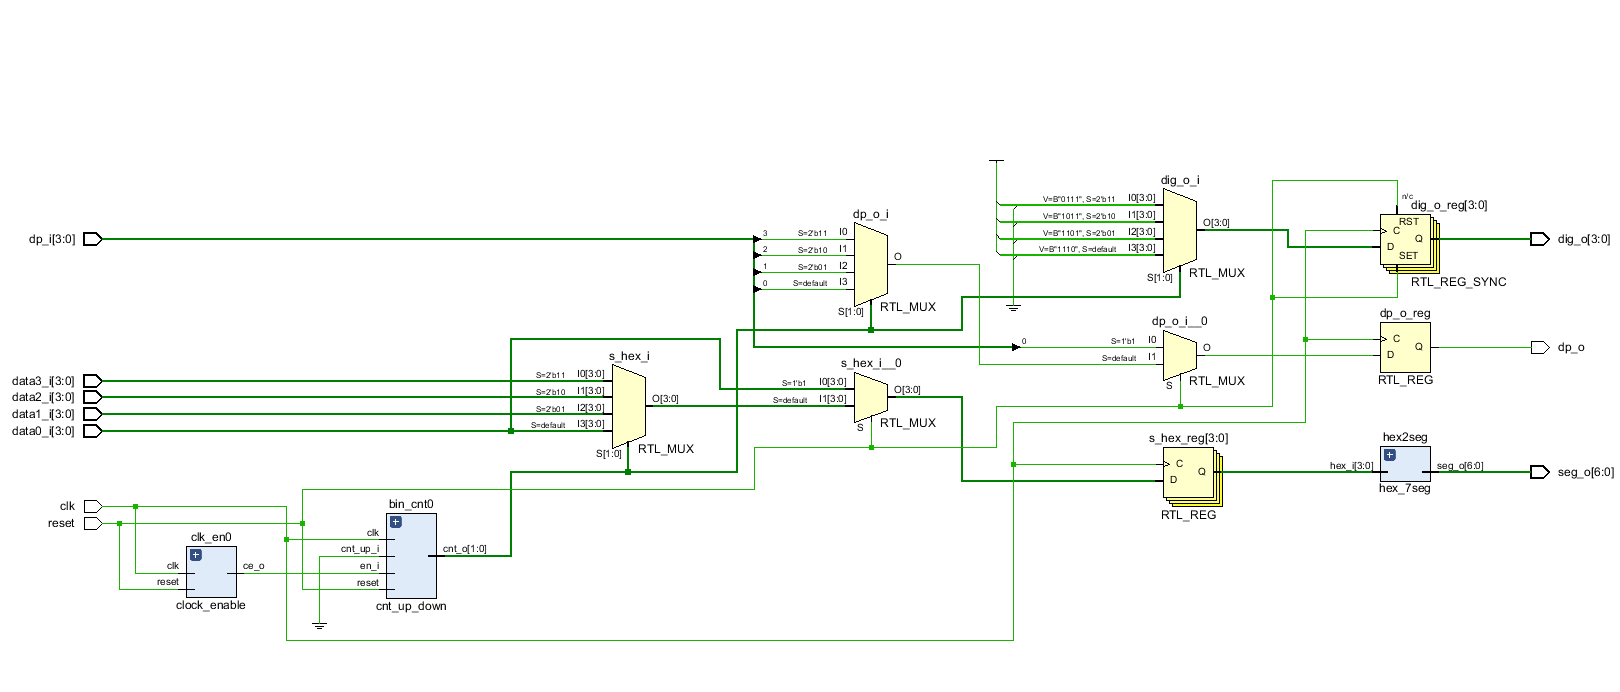 dig_o_i
V=B"0111", S=2'b11 I0[3:0]
V=B"1011", S=2'b10 I1[3:0]
V=B"1101", S=2'b01 I2[3:0]
V=B"1110", S=default I3[3:0]
O[3:0]
S[1:0]
RTL_MUX
n/c
dig_o_reg[3:0]
RST
C
Q
D
SET
RTL_REG_SYNC
dig_o[3:0]
dp_i[3:0]
dp_o_i
3 S=2'b11 I0
2 S=2'b10 I1
1 S=2'b01 I2
0 S=default I3
O
S[1:0]
RTL_MUX
dp_o_i__0
0 S=1'b1 I0
S=default I1
O
S
RTL_MUX
dp_o_reg
C
Q
D
RTL_REG
dp_o
data3_i[3:0]
data2_i[3:0]
data1_i[3:0]
data0_i[3:0]
s_hex_i
S=2'b11 I0[3:0]
S=2'b10 I1[3:0]
S=2'b01 I2[3:0]
S=default I3[3:0]
O[3:0]
S[1:0]
RTL_MUX
s_hex_i__0
S=1'b1 I0[3:0]
S=default I1[3:0]
O[3:0]
S
RTL_MUX
s_hex_reg[3:0]
C
Q
D
RTL_REG
hex2seg
hex_i[3:0]
seg_o[6:0]
hex_7seg
seg_o[6:0]
clk
reset
clk_en0
clk
reset
ce_o
clock_enable
bin_cnt0
clk
cnt_up_i
en_i
reset
cnt_o[1:0]
cnt_up_down